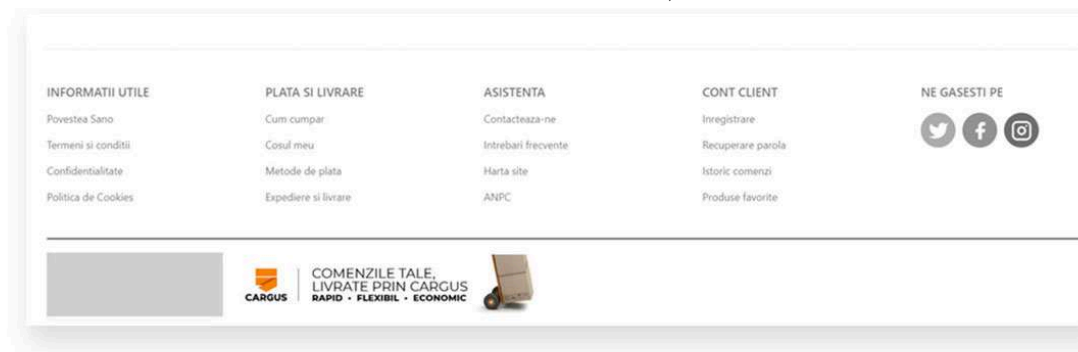 INFORMATII UTILE
Povestea Sano
Termeni si conditii
Confidentialitate
Politica de Cookies
PLATA SI LIVRARE
Cum cumpar
Cosul meu
Metode de plata
Expediere si livrare
ASISTENTA
Contacteaza-ne
Intrebari frecvente
Harta site
ANPC
CONT CLIENT
Inregistrare
Recuperare parola
Istoric comenzi
Produse favorite
NE GASESTI PE
CARGUS
COMENZILE TALE,
LIVRATE PRIN CARGUS
RAPID • FLEXIBIL • ECONOMIC